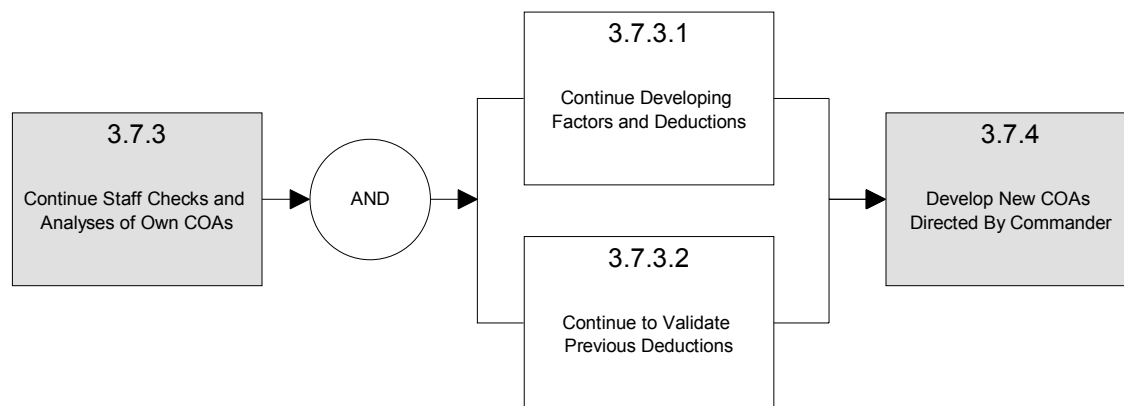 3.7.3
Continue Staff Checks and
Analyses of Own COAs
AND
3.7.3.1
Continue Developing
Factors and Deductions
3.7.3.2
Continue to Validate
Previous Deductions
3.7.4
Develop New COAs
Directed By Commander